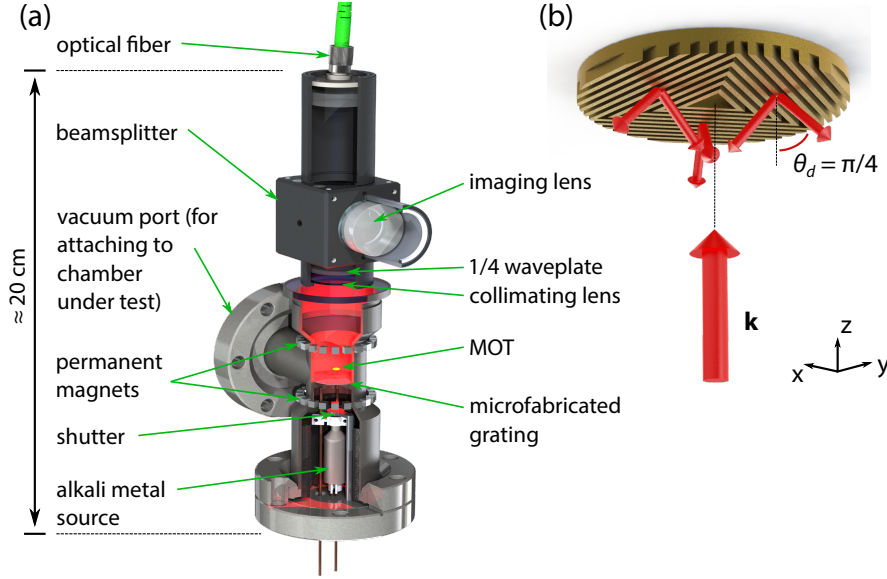 (a)
optical fiber
beamsplitter
vacuum port (for
attaching to
chamber
under test)
≈ 20 cm
permanent
magnets
shutter
alkali metal
source
imaging lens
1/4 waveplate
collimating lens
MOT
microfabricated
grating
(b)
θd = π/4
k
z
x
y